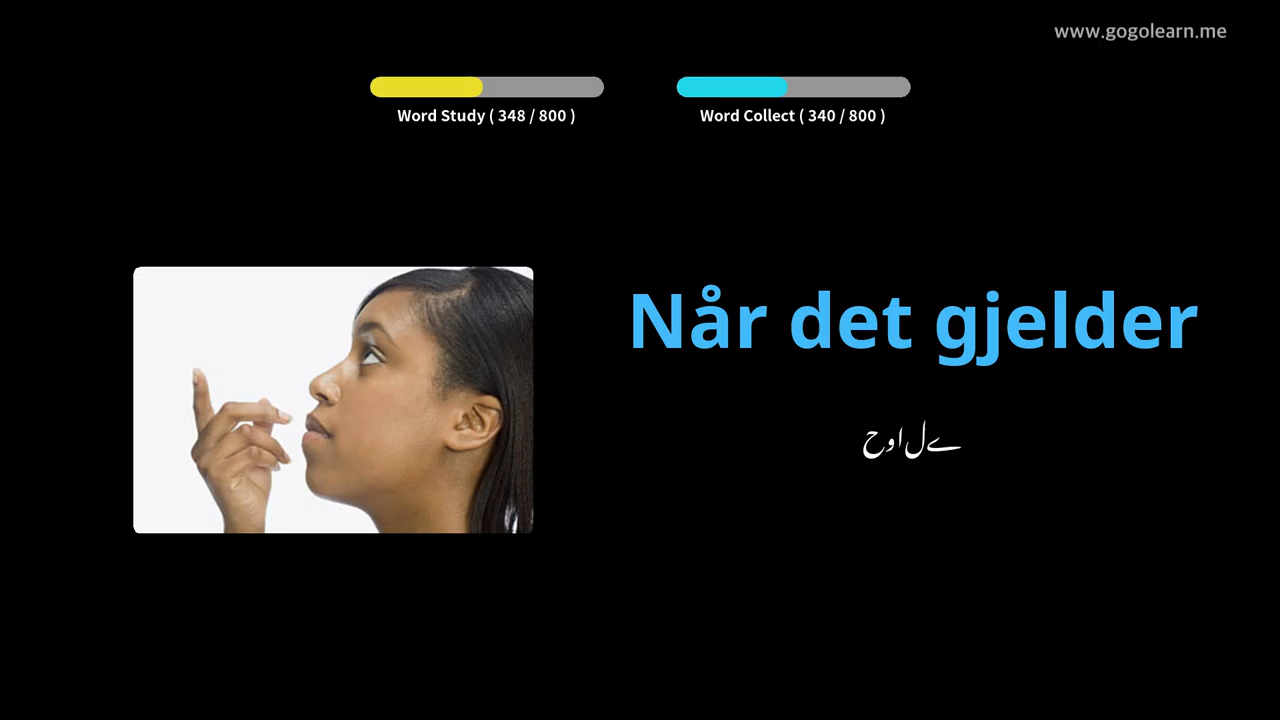 www.gogolearn.me
Word Study ( 348 / 800 )
Word Collect ( 340 / 800 )
Når det gjelder
حوالے